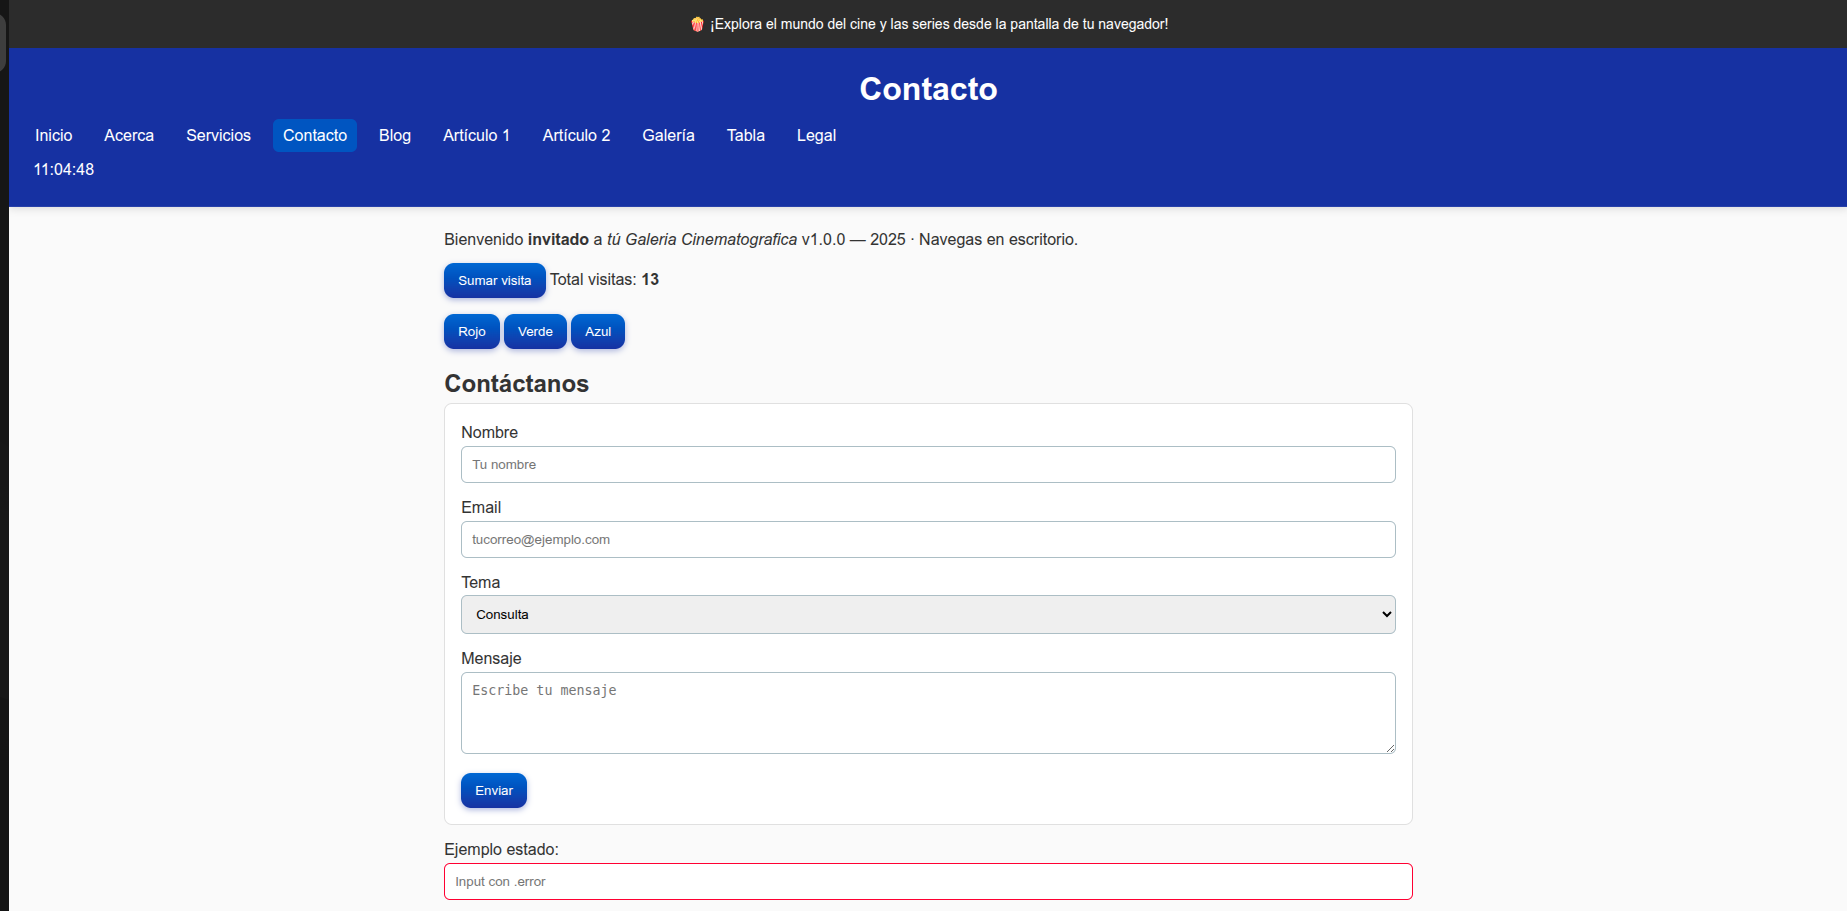 🍿 ¡Explora el mundo del cine y las series desde la pantalla de tu navegador!
Contacto
Inicio Acerca Servicios Contacto Blog Artículo 1 Artículo 2 Galería Tabla Legal
11:04:48
Bienvenido invitado a tú Galeria Cinematografica v1.0.0 — 2025 · Navegas en escritorio.
Sumar visita Total visitas: 13
Rojo Verde Azul
Contáctanos
Nombre
Tu nombre
Email
tucorreo@ejemplo.com
Tema
Consulta
Mensaje
Escribe tu mensaje
Enviar
Ejemplo estado:
Input con .error